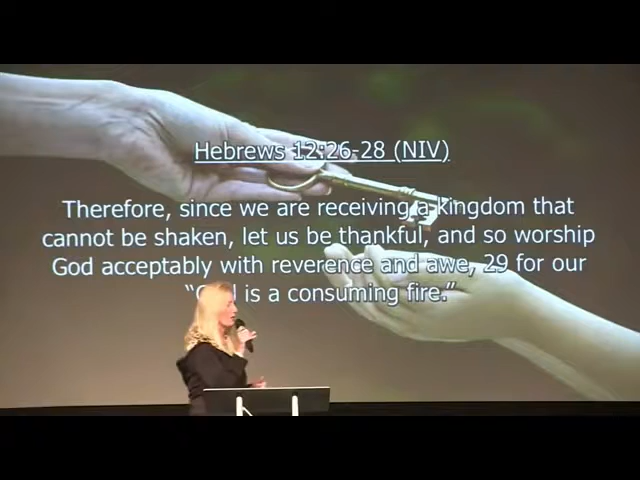 Hebrews 12:26-28 (NIV)
Therefore, since we are receiving a kingdom that
cannot be shaken, let us be thankful, and so worship
God acceptably with reverence and awe, 29 for our
“God is a consuming fire.”